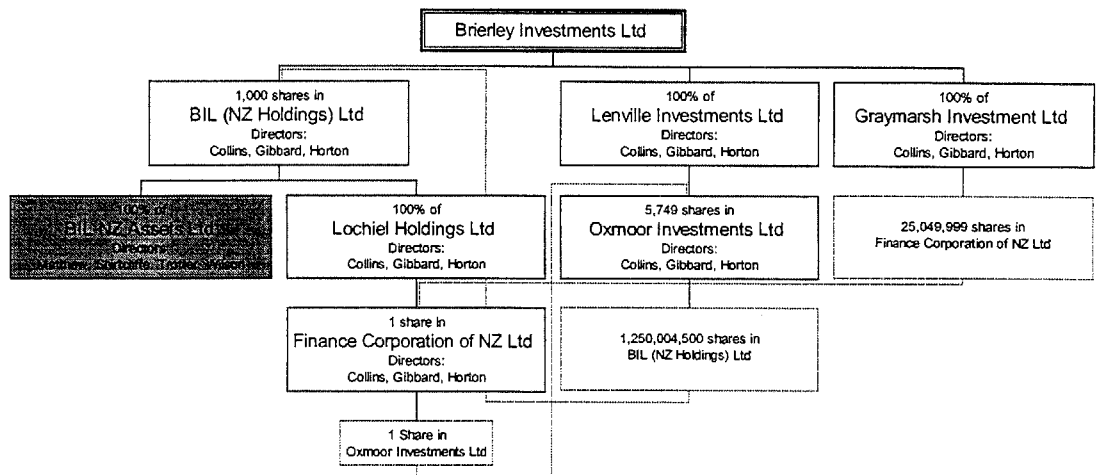 Brierley Investments Ltd
1,000 shares in
BIL (NZ Holdings) Ltd
Directors:
Collins, Gibbard, Horton
100% of
Lenville Investments Ltd
Directors:
Collins, Gibbard, Horton
100% of
Graymarsh Investment Ltd
Directors:
Collins, Gibbard, Horton
100% of
BIL NZ Assets Ltd
Directors
100% of
Lochiel Holdings Ltd
Directors:
Collins, Gibbard, Horton
5,749 shares in
Oxmoor Investments Ltd
Directors:
Collins, Gibbard, Horton
25,049,999 shares in
Finance Corporation of NZ Ltd
1 share in
Finance Corporation of NZ Ltd
Directors:
Collins, Gibbard, Horton
1,250,004,500 shares in
BIL (NZ Holdings) Ltd
1 Share in
Oxmoor Investments Ltd